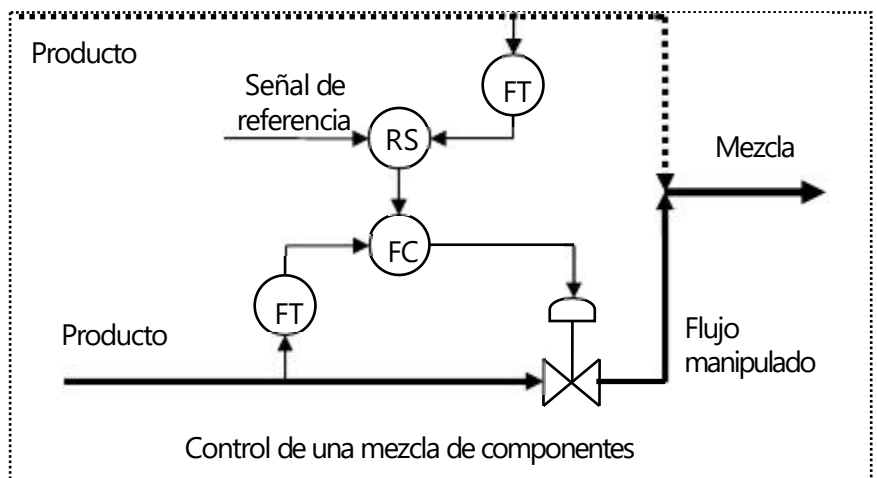 Producto
Señal de
referencia
FT
RS
Mezcla
FC
FT
Producto
Flujo
manipulado
Control de una mezcla de componentes